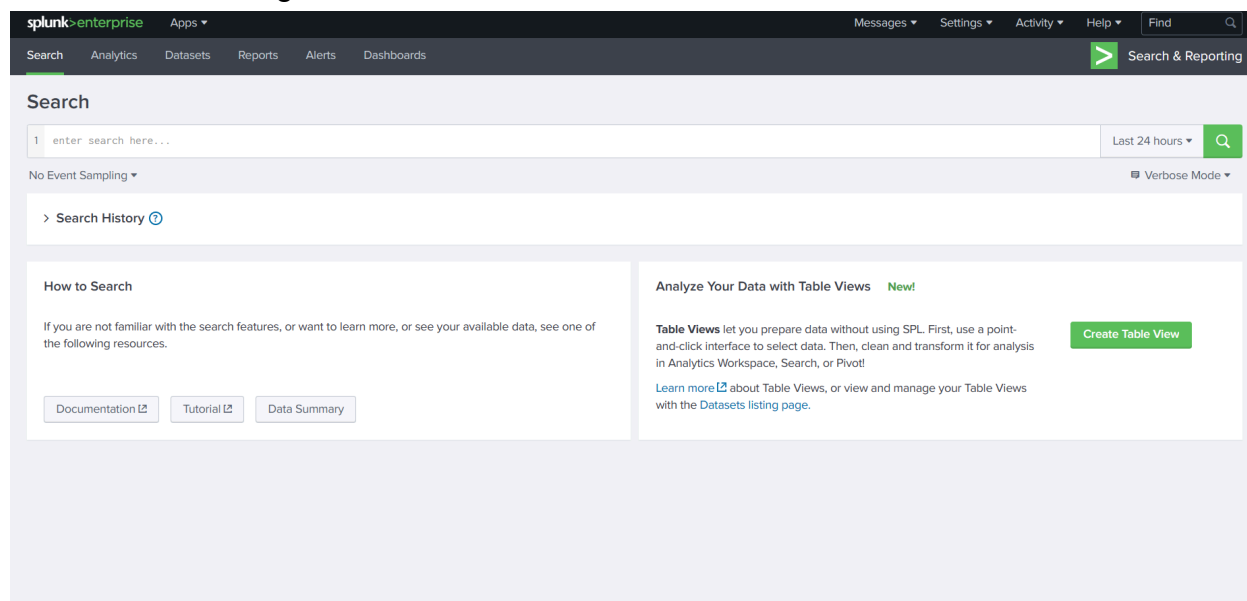 splunk>enterprise Apps Messages Settings Activity Help Find
Search Analytics Datasets Reports Alerts Dashboards Search & Reporting
Search
1 enter search here... Last 24 hours
No Event Sampling Verbose Mode
> Search History ?
How to Search
If you are not familiar with the search features, or want to learn more, or see your available data, see one of
the following resources.
Documentation Tutorial Data Summary
Analyze Your Data with Table Views New!
Table Views let you prepare data without using SPL. First, use a point-
and-click interface to select data. Then, clean and transform it for analysis
in Analytics Workspace, Search, or Pivot!
Create Table View
Learn more about Table Views, or view and manage your Table Views
with the Datasets listing page.